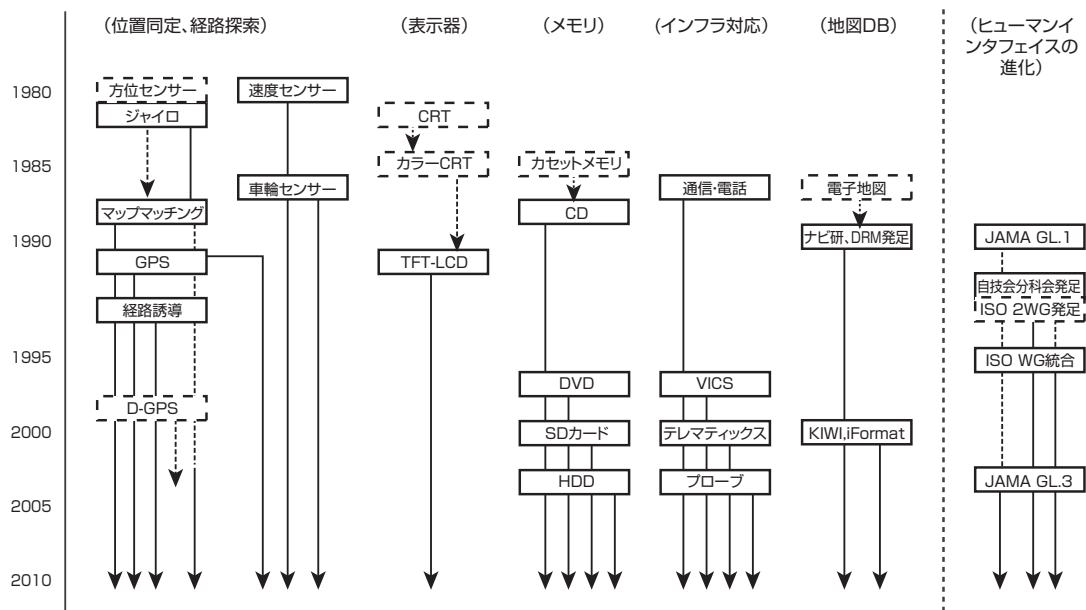 （位置同定、経路探索）
（表示器）
（メモリ）
（インフラ対応）
（地図DB）
（ヒューマンイ
ンタフェイスの
進化）
1980
方位センサー
速度センサー
ジャイロ
CRT
1985
カラーCRT
カセットメモリ
車輪センサー
通信・電話
電子地図
マップマッチング
CD
1990
ナビ研、DRM発足
JAMA GL.1
GPS
TFT-LCD
自技会分科会発足
経路誘導
ISO 2WG発足
1995
ISO WG統合
DVD
VICS
D-GPS
2000
SDカード
テレマティックス
KIWI,iFormat
HDD
プローブ
JAMA GL.3
2005
2010